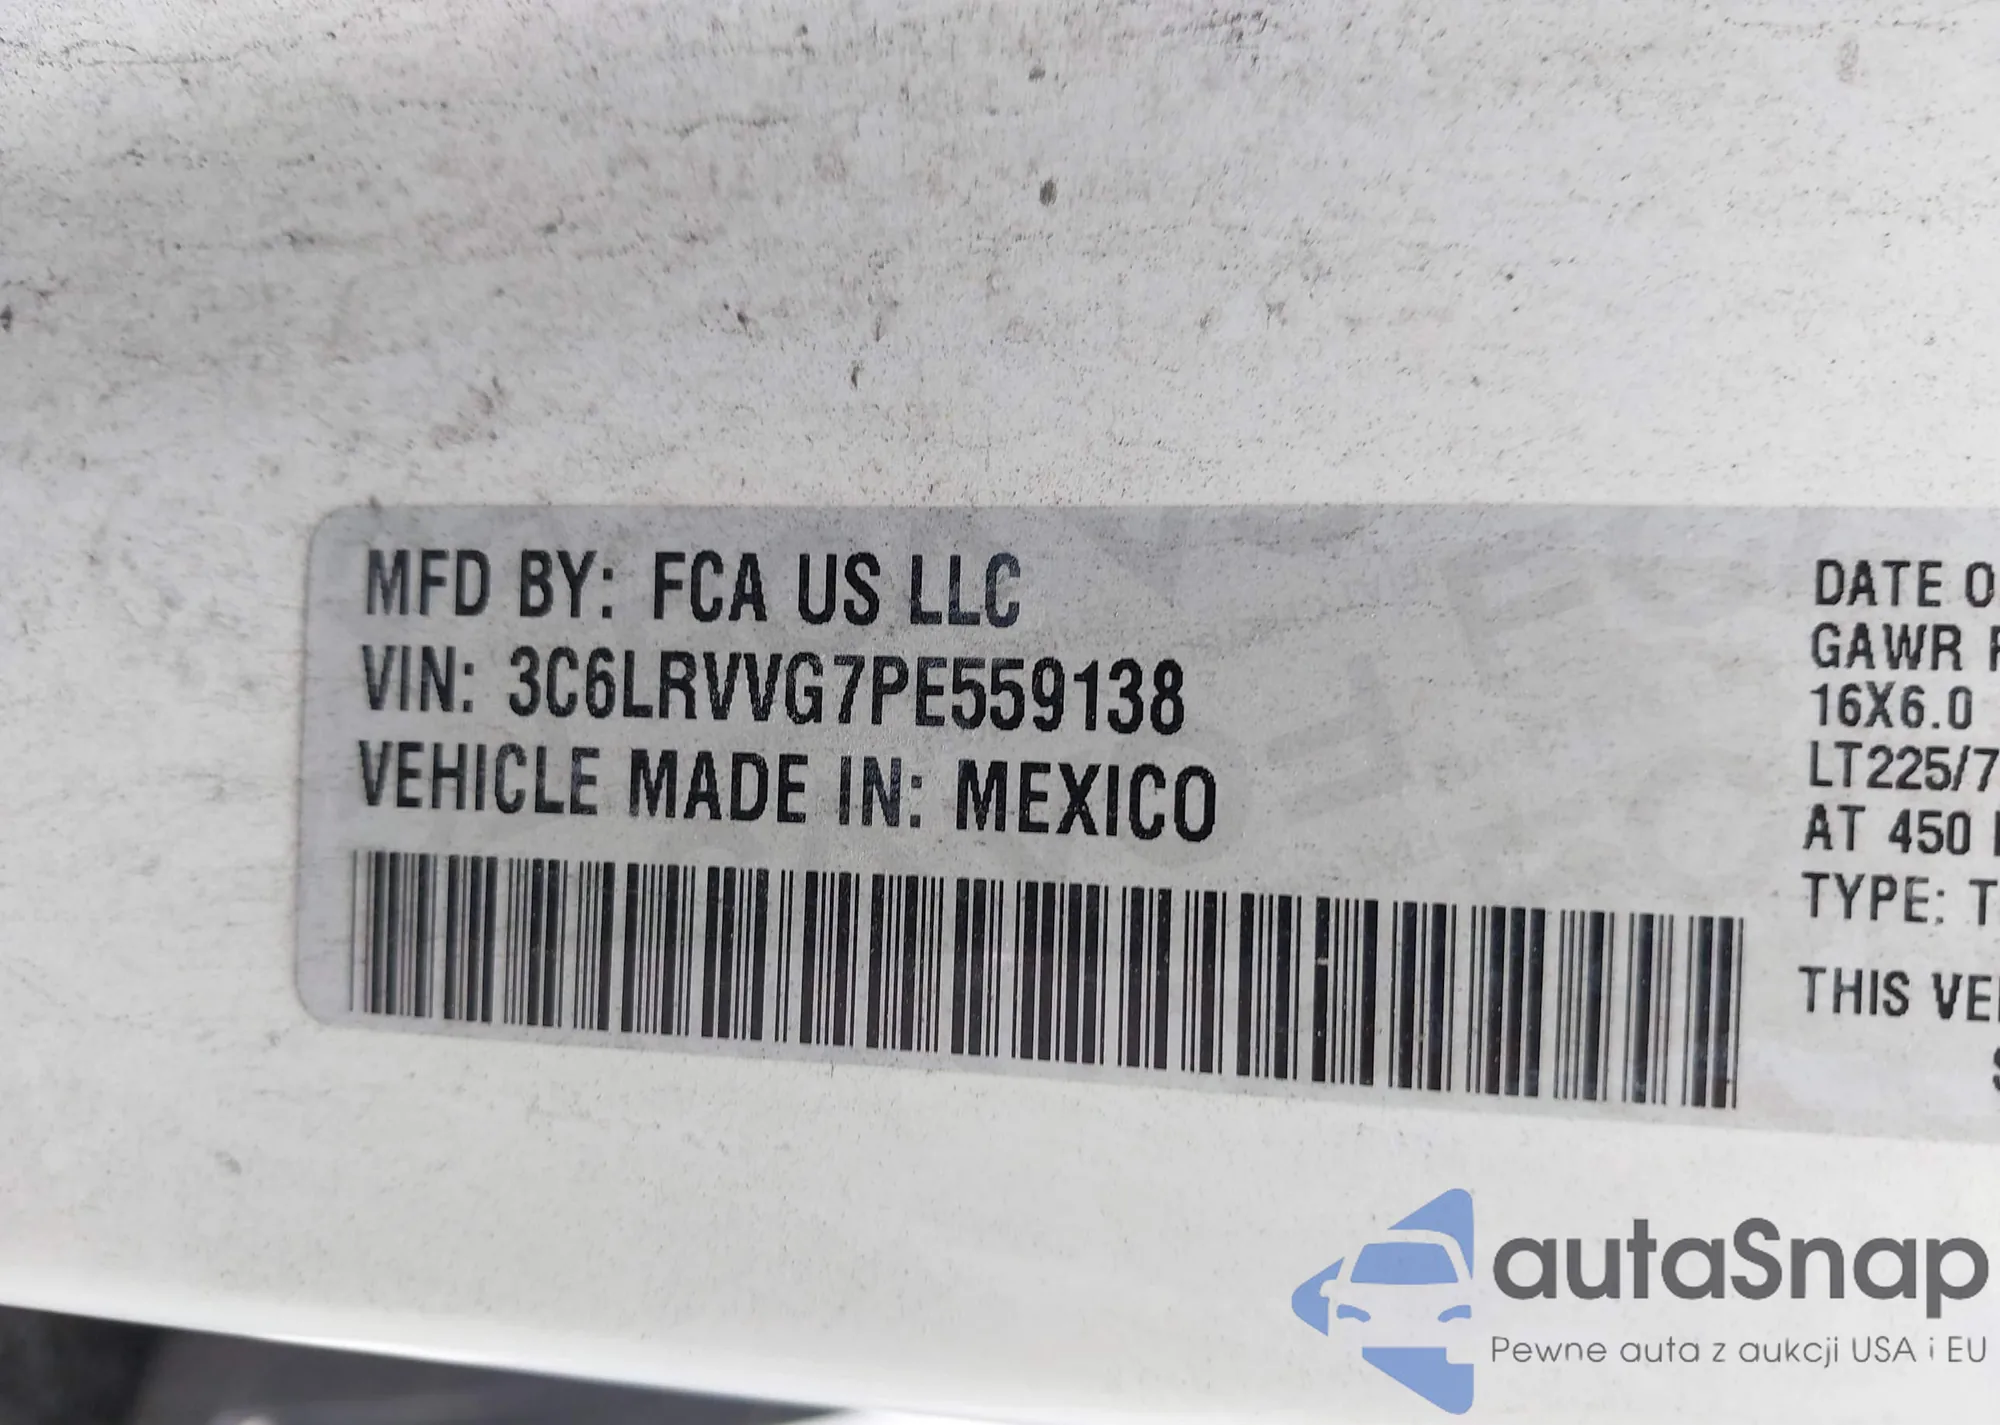 MFD BY: FCA US LLC
VIN: 3C6LRVVG7PE559138
VEHICLE MADE IN: MEXICO
DATE O
GAWR
16X6.0
LT225/7
AT 450
TYPE: T
THIS VE
autaSnap
Pewne auta z aukcji USA i EU